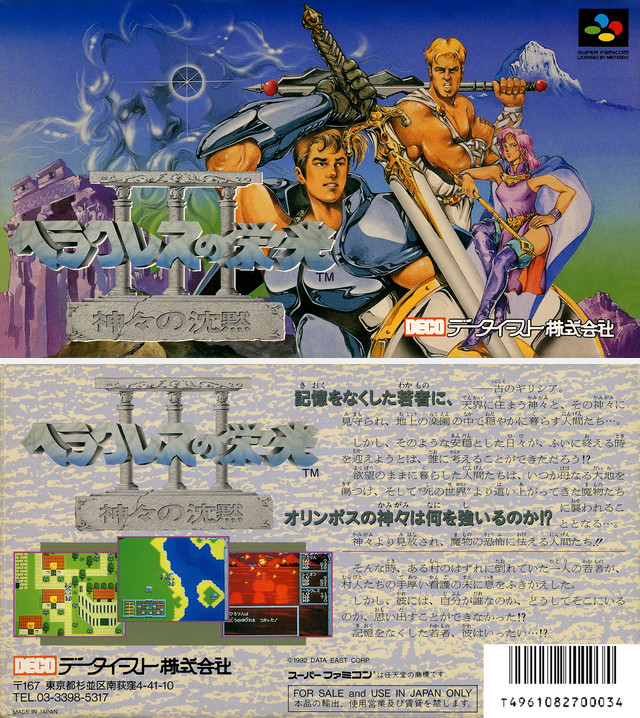 SUPER FAMICOM
LICENSED BY NINTENDO
III
ヘラクレスの栄光
TM
神々の沈黙
DECO データイースト株式会社
III
ヘラクレスの栄光
TM
神々の沈黙
記憶をなくした若者に、
――古のギリシア。
天界に住まう神々と、その神々に
見守られ、地上の楽園の中で穏やかに暮らす人間たち…。
しかし、そのような安穏とした日々が、ふいに終える時
を迎えようとは、誰に考えることができただろう!?
欲望のままに暮らした人間たちは、いつか母なる大地を
傷つけ、そして"死の世界"より這い上がってきた魔物たち
に襲われるこ
ととなる…。
オリンポスの神々は何を強いるのか!?
神々より見放され、魔物の恐怖に怯える人間たち!!
そんな時、ある村のはずれに倒れていた一人の若者が、
村人たちの手厚い看護の末に息をふきかえした。
しかし、彼には、自分が誰なのか、どうしてそこにいる
のか、思い出すことができなかった!?
記憶をなくした若者、彼はいったい…!?
DECO データイースト株式会社
〒167 東京都杉並区南荻窪4-41-10
TEL.03-3398-5317
MADE IN JAPAN
©1992 DATA EAST CORP.
スーパーファミコン®は任天堂の商標です。
FOR SALE and USE IN JAPAN ONLY
本品の輸出、使用営業及び賃貸を禁じます。
T4961082700034